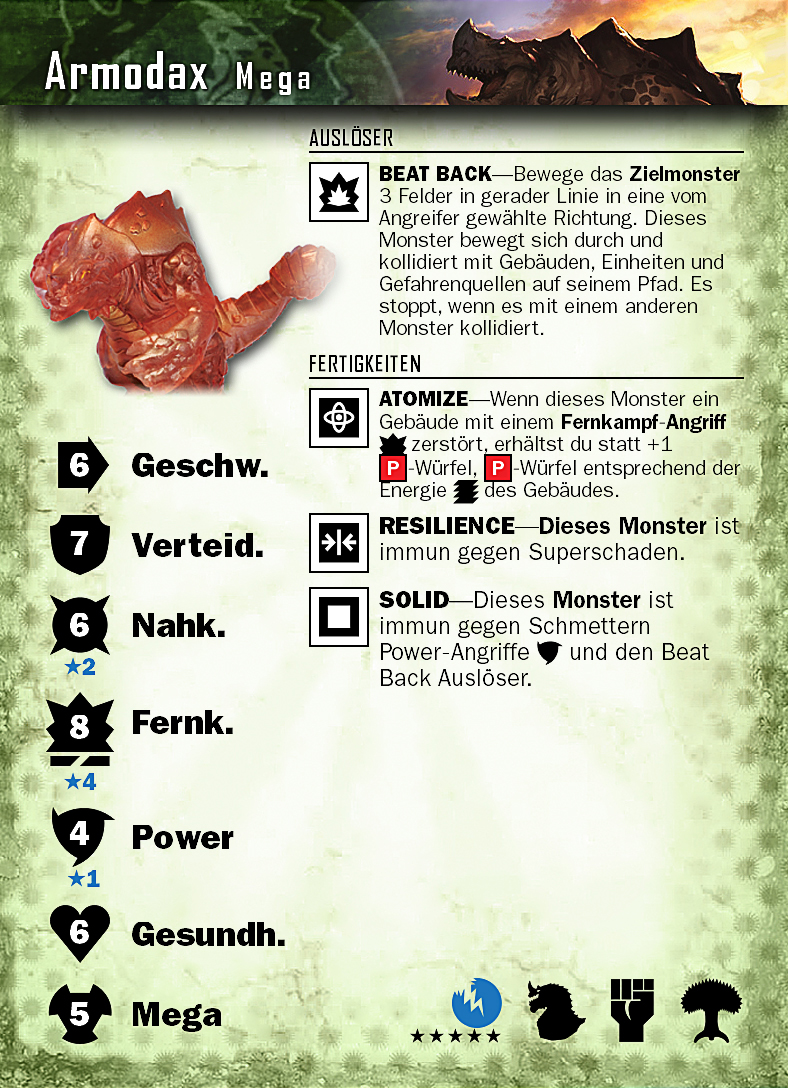 Armodax Mega
AUSLÖSER
BEAT BACK—Bewege das Zielmonster
3 Felder in gerader Linie in eine vom
Angreifer gewählte Richtung. Dieses
Monster bewegt sich durch und
kollidiert mit Gebäuden, Einheiten und
Gefahrenquellen auf seinem Pfad. Es
stoppt, wenn es mit einem anderen
Monster kollidiert.
FERTIGKEITEN
ATOMIZE—Wenn dieses Monster ein
Gebäude mit einem Fernkampf-Angriff
zerstört, erhältst du statt +1
P-Würfel, P-Würfel entsprechend der
Energie des Gebäudes.
RESILIENCE—Dieses Monster ist
immun gegen Superschaden.
SOLID—Dieses Monster ist
immun gegen Schmettern
Power-Angriffe und den Beat
Back Auslöser.
6 Geschw.
7 Verteid.
6 Nahk.
★2
8 Fernk.
★4
4 Power
★1
6 Gesundh.
5 Mega
★★★★★